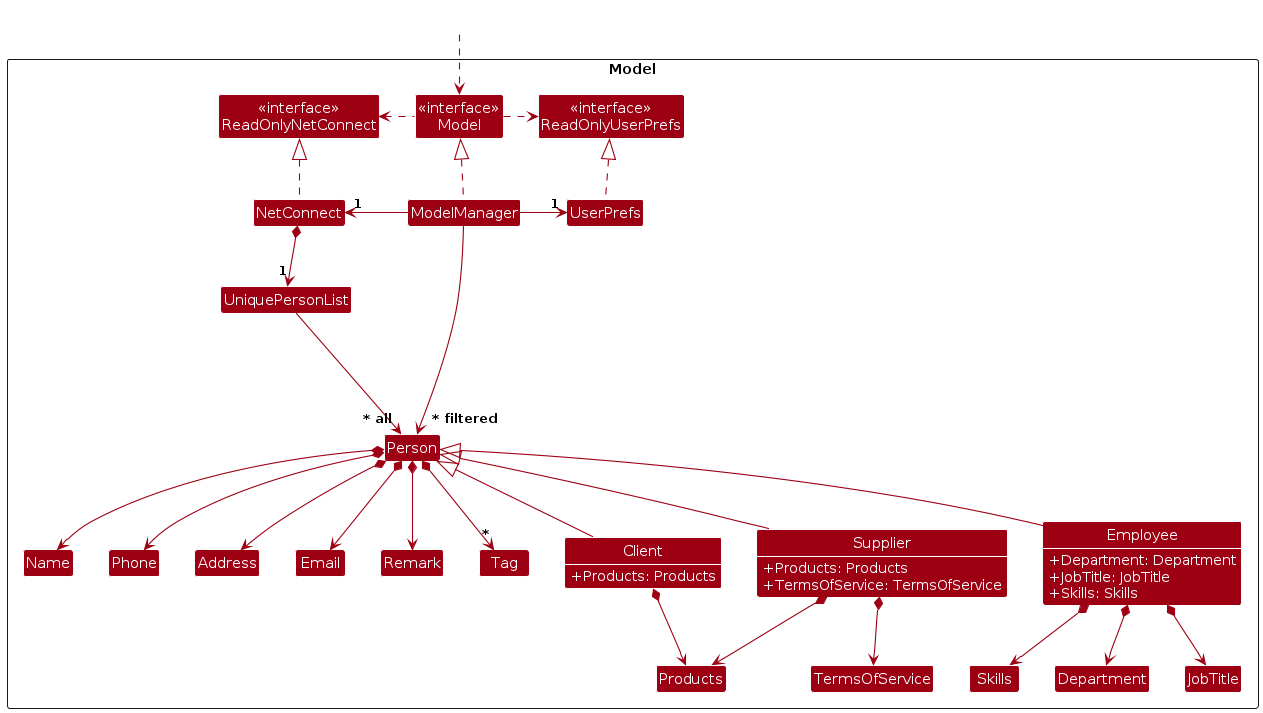 Model
«interface»
ReadOnlyNetConnect
«interface»
Model
«interface»
ReadOnlyUserPrefs
NetConnect
1
ModelManager
1
UserPrefs
1
UniquePersonList
* all
* filtered
Person
Name
Phone
Address
Email
Remark
*
Tag
Client
+Products: Products
Supplier
+Products: Products
+TermsOfService: TermsOfService
Employee
+Department: Department
+JobTitle: JobTitle
+Skills: Skills
Products
TermsOfService
Skills
Department
JobTitle